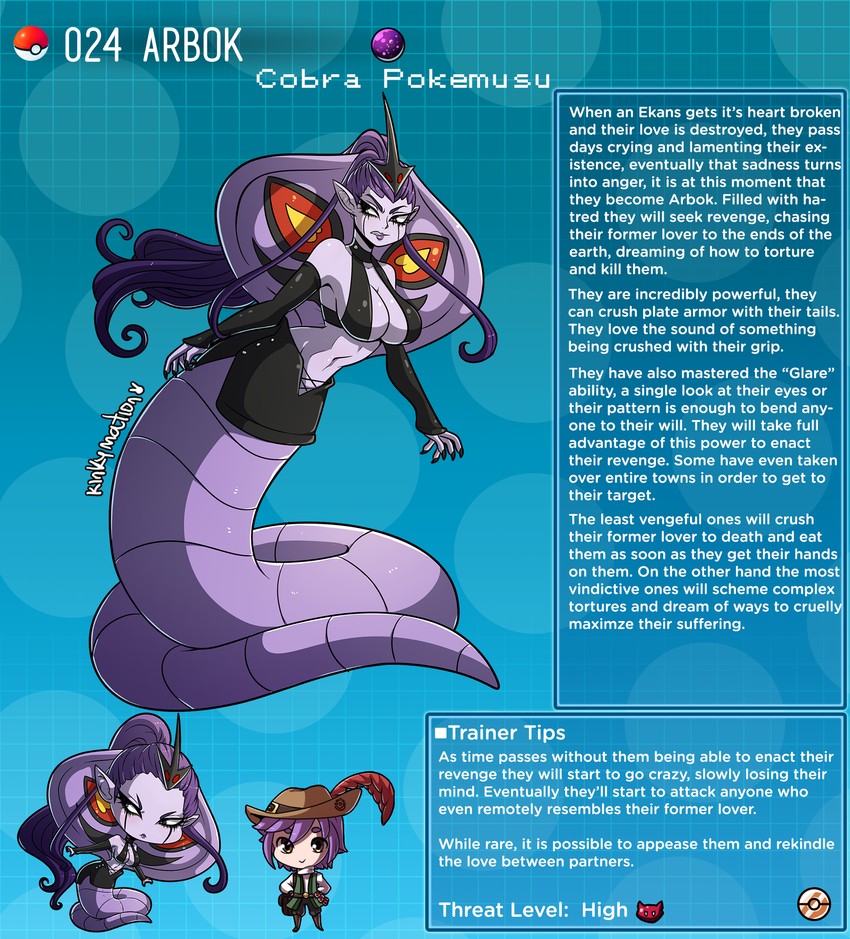 024 ARBOK
Cobra Pokemusu
When an Ekans gets it's heart broken
and their love is destroyed, they pass
days crying and lamenting their ex-
istence, eventually that sadness turns
into anger, it is at this moment that
they become Arbok. Filled with ha-
tred they will seek revenge, chasing
their former lover to the ends of the
earth, dreaming of how to torture
and kill them.
They are incredibly powerful, they
can crush plate armor with their tails.
They love the sound of something
being crushed with their grip.
They have also mastered the “Glare”
ability, a single look at their eyes or
their pattern is enough to bend any-
one to their will. They will take full
advantage of this power to enact
their revenge. Some have even taken
over entire towns in order to get to
their target.
The least vengeful ones will crush
their former lover to death and eat
them as soon as they get their hands
on them. On the other hand the most
vindictive ones will scheme complex
tortures and dream of ways to cruelly
maximze their suffering.
kinkymation
■Trainer Tips
As time passes without them being able to enact their
revenge they will start to go crazy, slowly losing their
mind. Eventually they'll start to attack anyone who
even remotely resembles their former lover.
While rare, it is possible to appease them and rekindle
the love between partners.
Threat Level: High